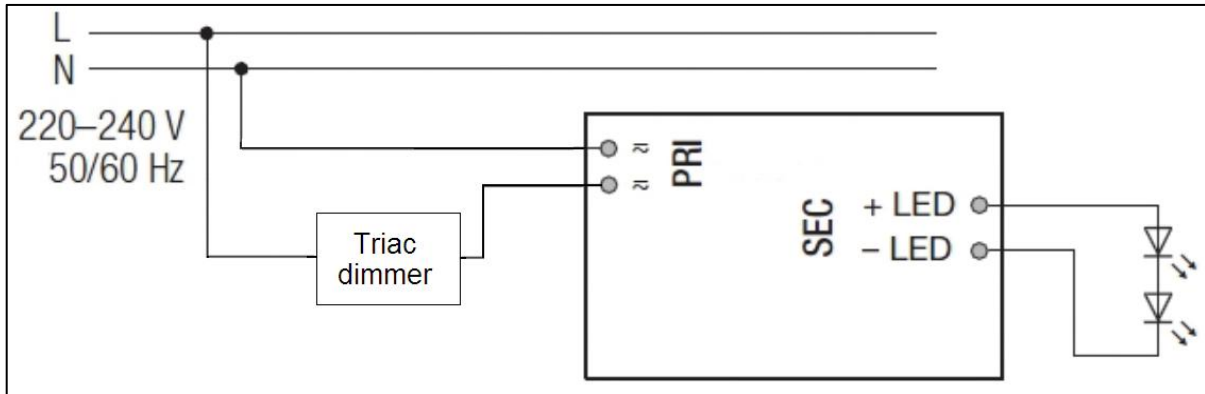 L
N
220–240 V
50/60 Hz
≂ PRI
≂
Triac
dimmer
SEC
+ LED
– LED